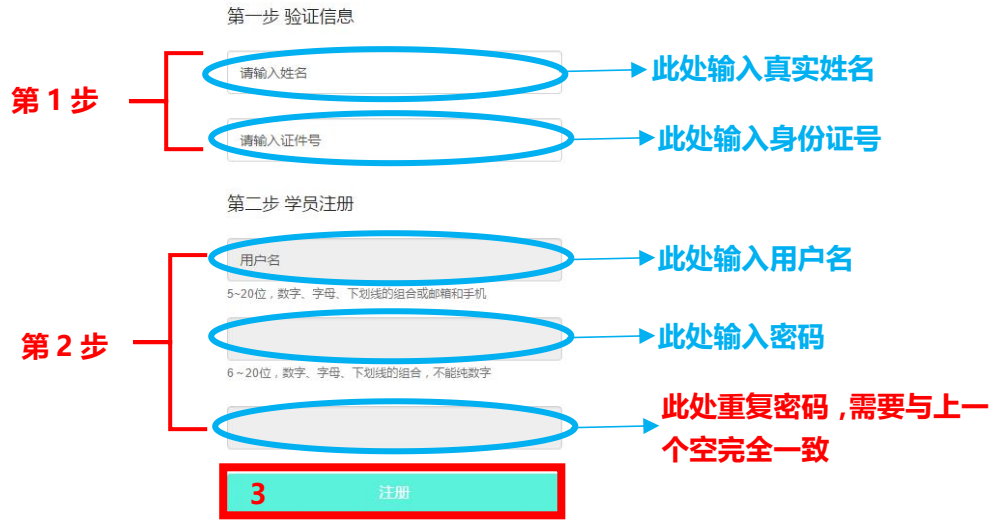 第一步 验证信息
请输入姓名
此处输入真实姓名
第1步
请输入证件号
此处输入身份证号
第二步 学员注册
用户名
此处输入用户名
5~20位，数字、字母、下划线的组合或邮箱和手机
第2步
此处输入密码
6~20位，数字、字母、下划线的组合，不能纯数字
此处重复密码，需要与上一
个空完全一致
3
注册